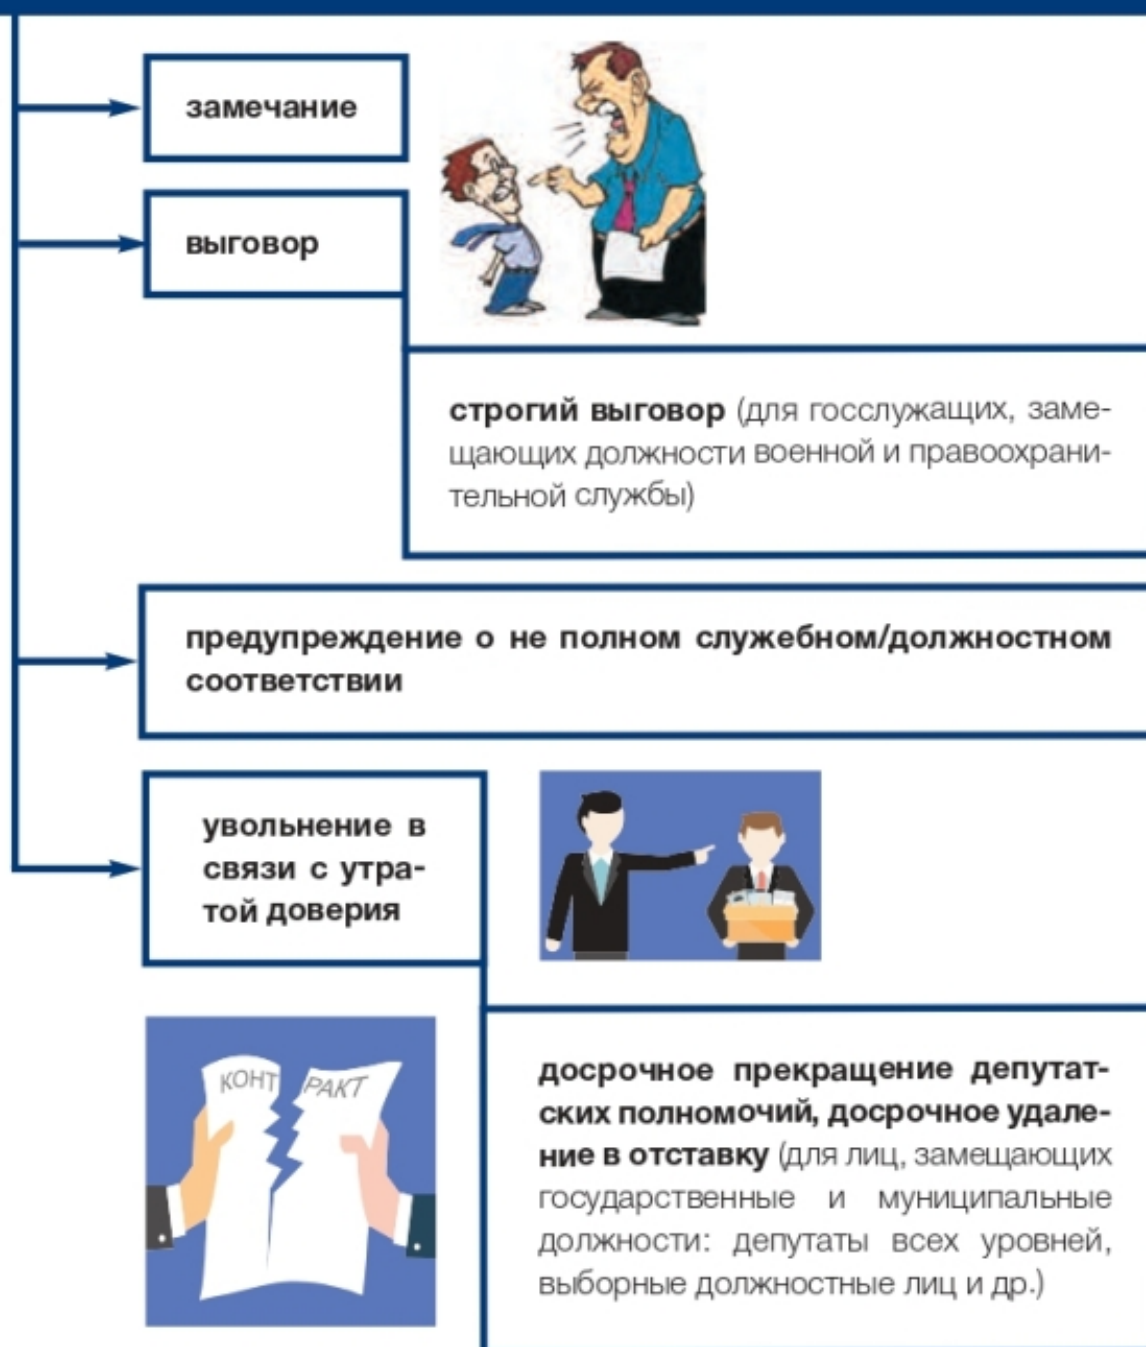 замечание
выговор
строгий выговор (для госслужащих, заме-
щающих должности военной и правоохрани-
тельной службы)
предупреждение о не полном служебном/должностном
соответствии
увольнение в
связи с утра-
той доверия
КОНТ РАКТ
досрочное прекращение депутат-
ских полномочий, досрочное удале-
ние в отставку (для лиц, замещающих
государственные и муниципальные
должности: депутаты всех уровней,
выборные должностные лиц и др.)